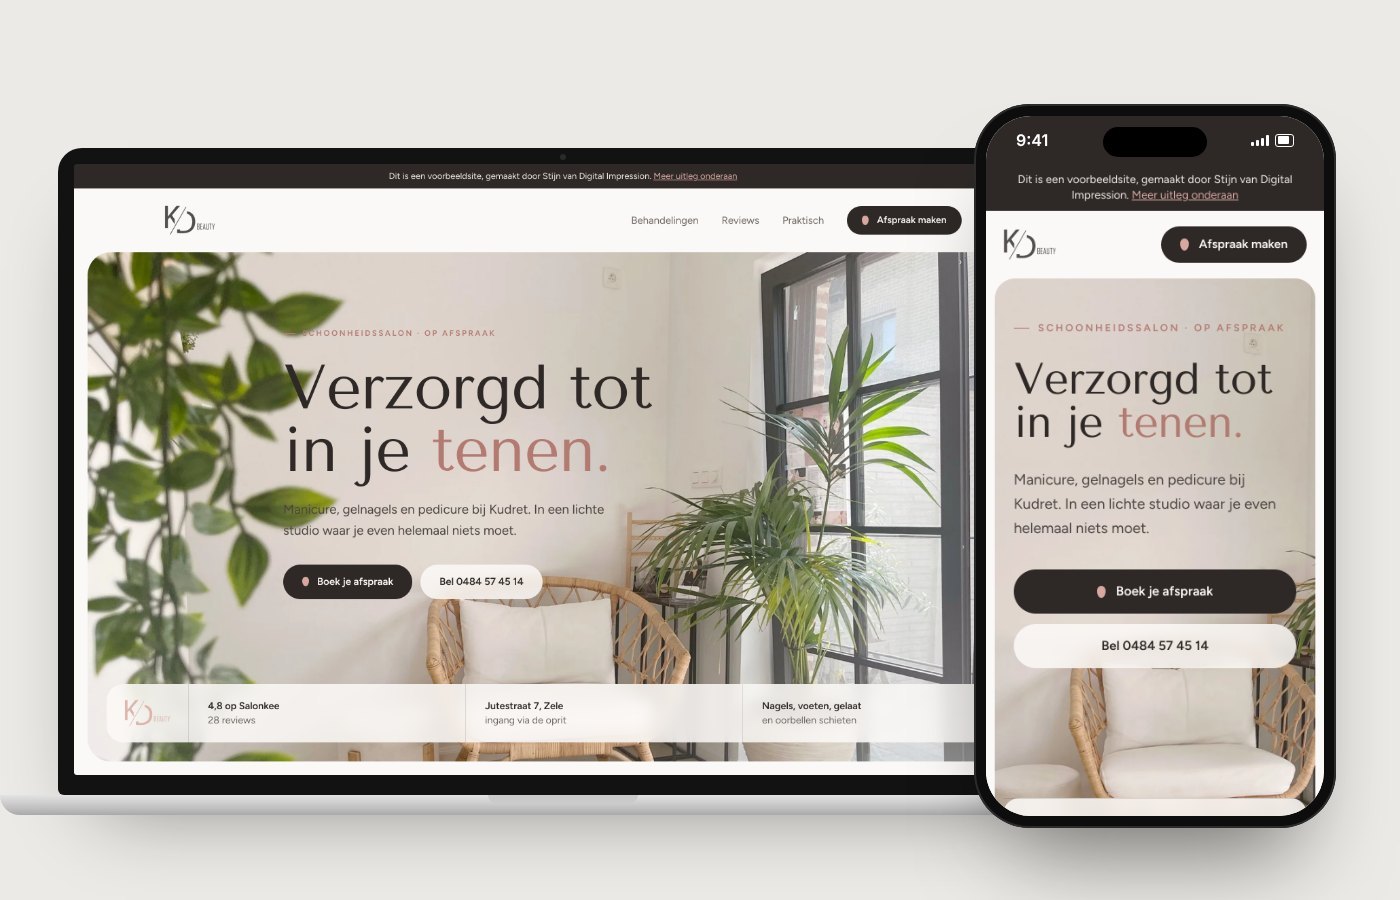 Dit is een voorbeeldsite, gemaakt door Stijn van Digital Impression. Meer uitleg onderaan
KD BEAUTY
Behandelingen
Reviews
Praktisch
Afspraak maken
SCHOONHEIDSSALON · OP AFSPRAAK
Verzorgd tot
in je tenen.
Manicure, gelnagels en pedicure bij Kudret. In een lichte
studio waar je even helemaal niets moet.
Boek je afspraak
Bel 0484 57 45 14
KD BEAUTY
4,8 op Salonkee
28 reviews
Jutestraat 7, Zele
ingang via de oprit
Nagels, voeten, gelaat
en oorbellen schieten
9:41
Dit is een voorbeeldsite, gemaakt door Stijn van Digital
Impression. Meer uitleg onderaan
KD BEAUTY
Afspraak maken
SCHOONHEIDSSALON · OP AFSPRAAK
Verzorgd tot
in je tenen.
Manicure, gelnagels en pedicure bij
Kudret. In een lichte studio waar je even
helemaal niets moet.
Boek je afspraak
Bel 0484 57 45 14